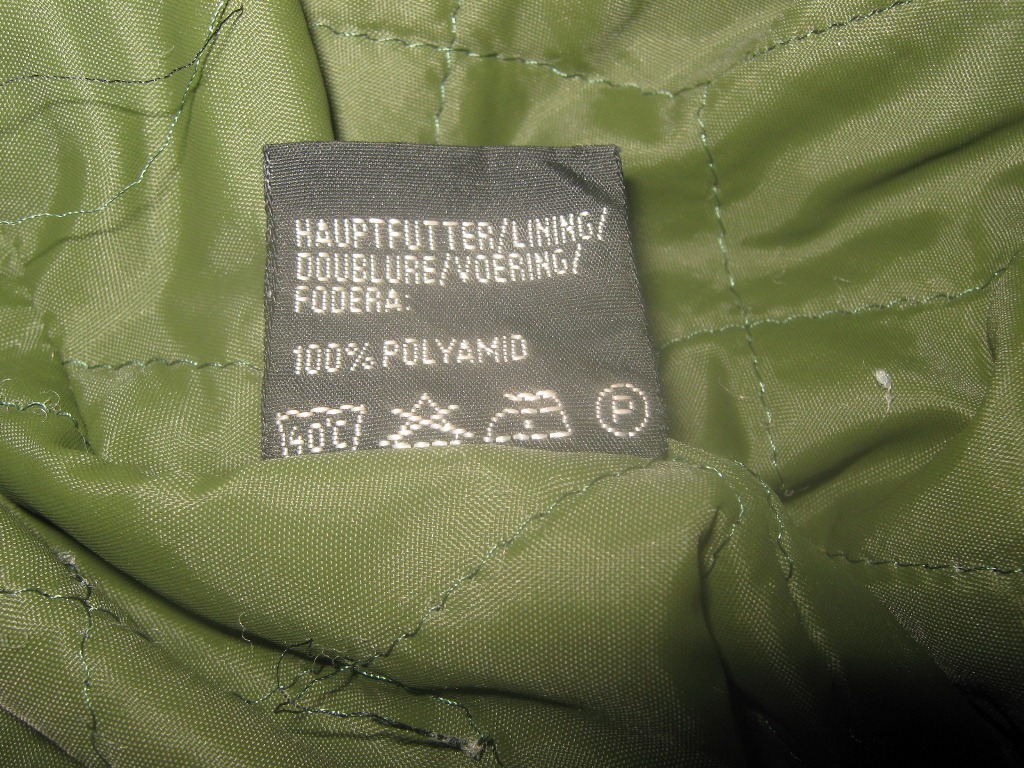 HAUPTFUTTER/LINING/
DOUBLURE/VOERING/
FODERA:
100% POLYAMID
40°C P